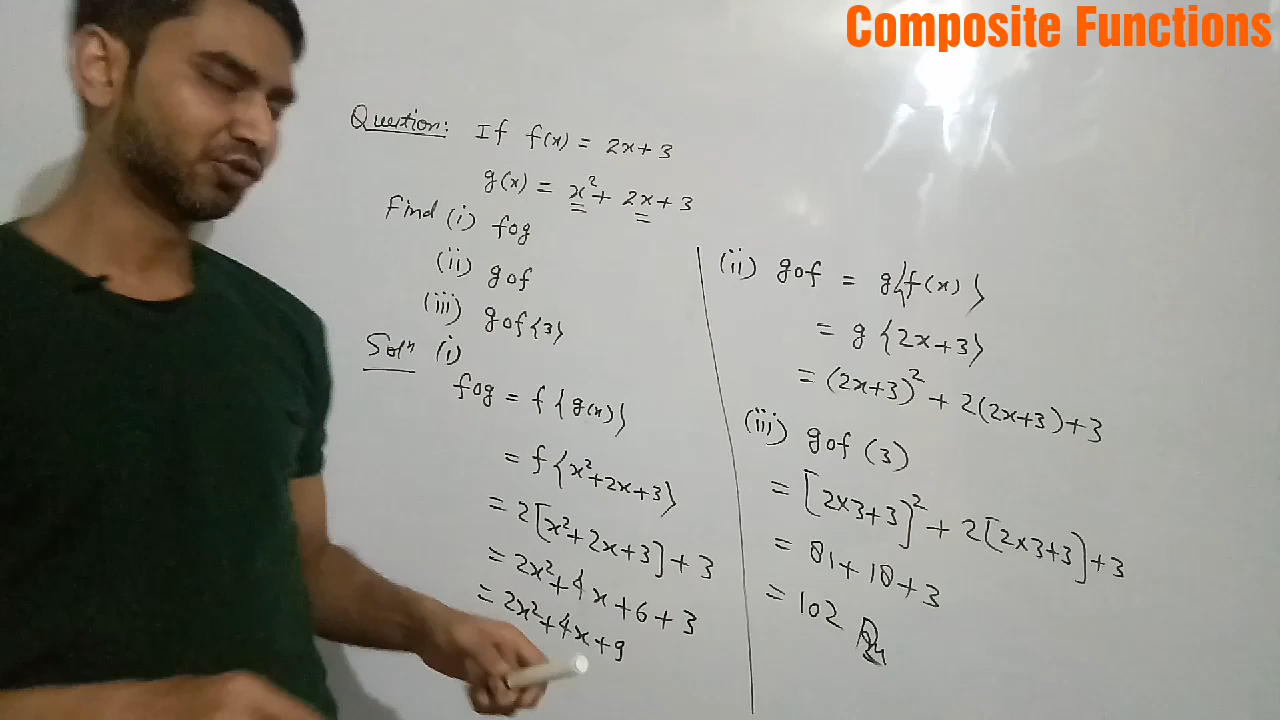 Composite Functions
Question: If f(x) = 2x+3
g(x) = x²+ 2x+3
Find (i) fog
(ii) gof
(iii) gof{3}
Solⁿ (i)
fog = f{g(x)}
= f{x²+2x+3}
= 2[x²+2x+3]+3
= 2x²+4x+6+3
= 2x²+4x+9
(ii) gof = g{f(x)}
= g{2x+3}
= (2x+3)²+2(2x+3)+3
(iii) gof(3)
= [2x3+3]²+2[2x3+3]+3
= 81+18+3
= 102